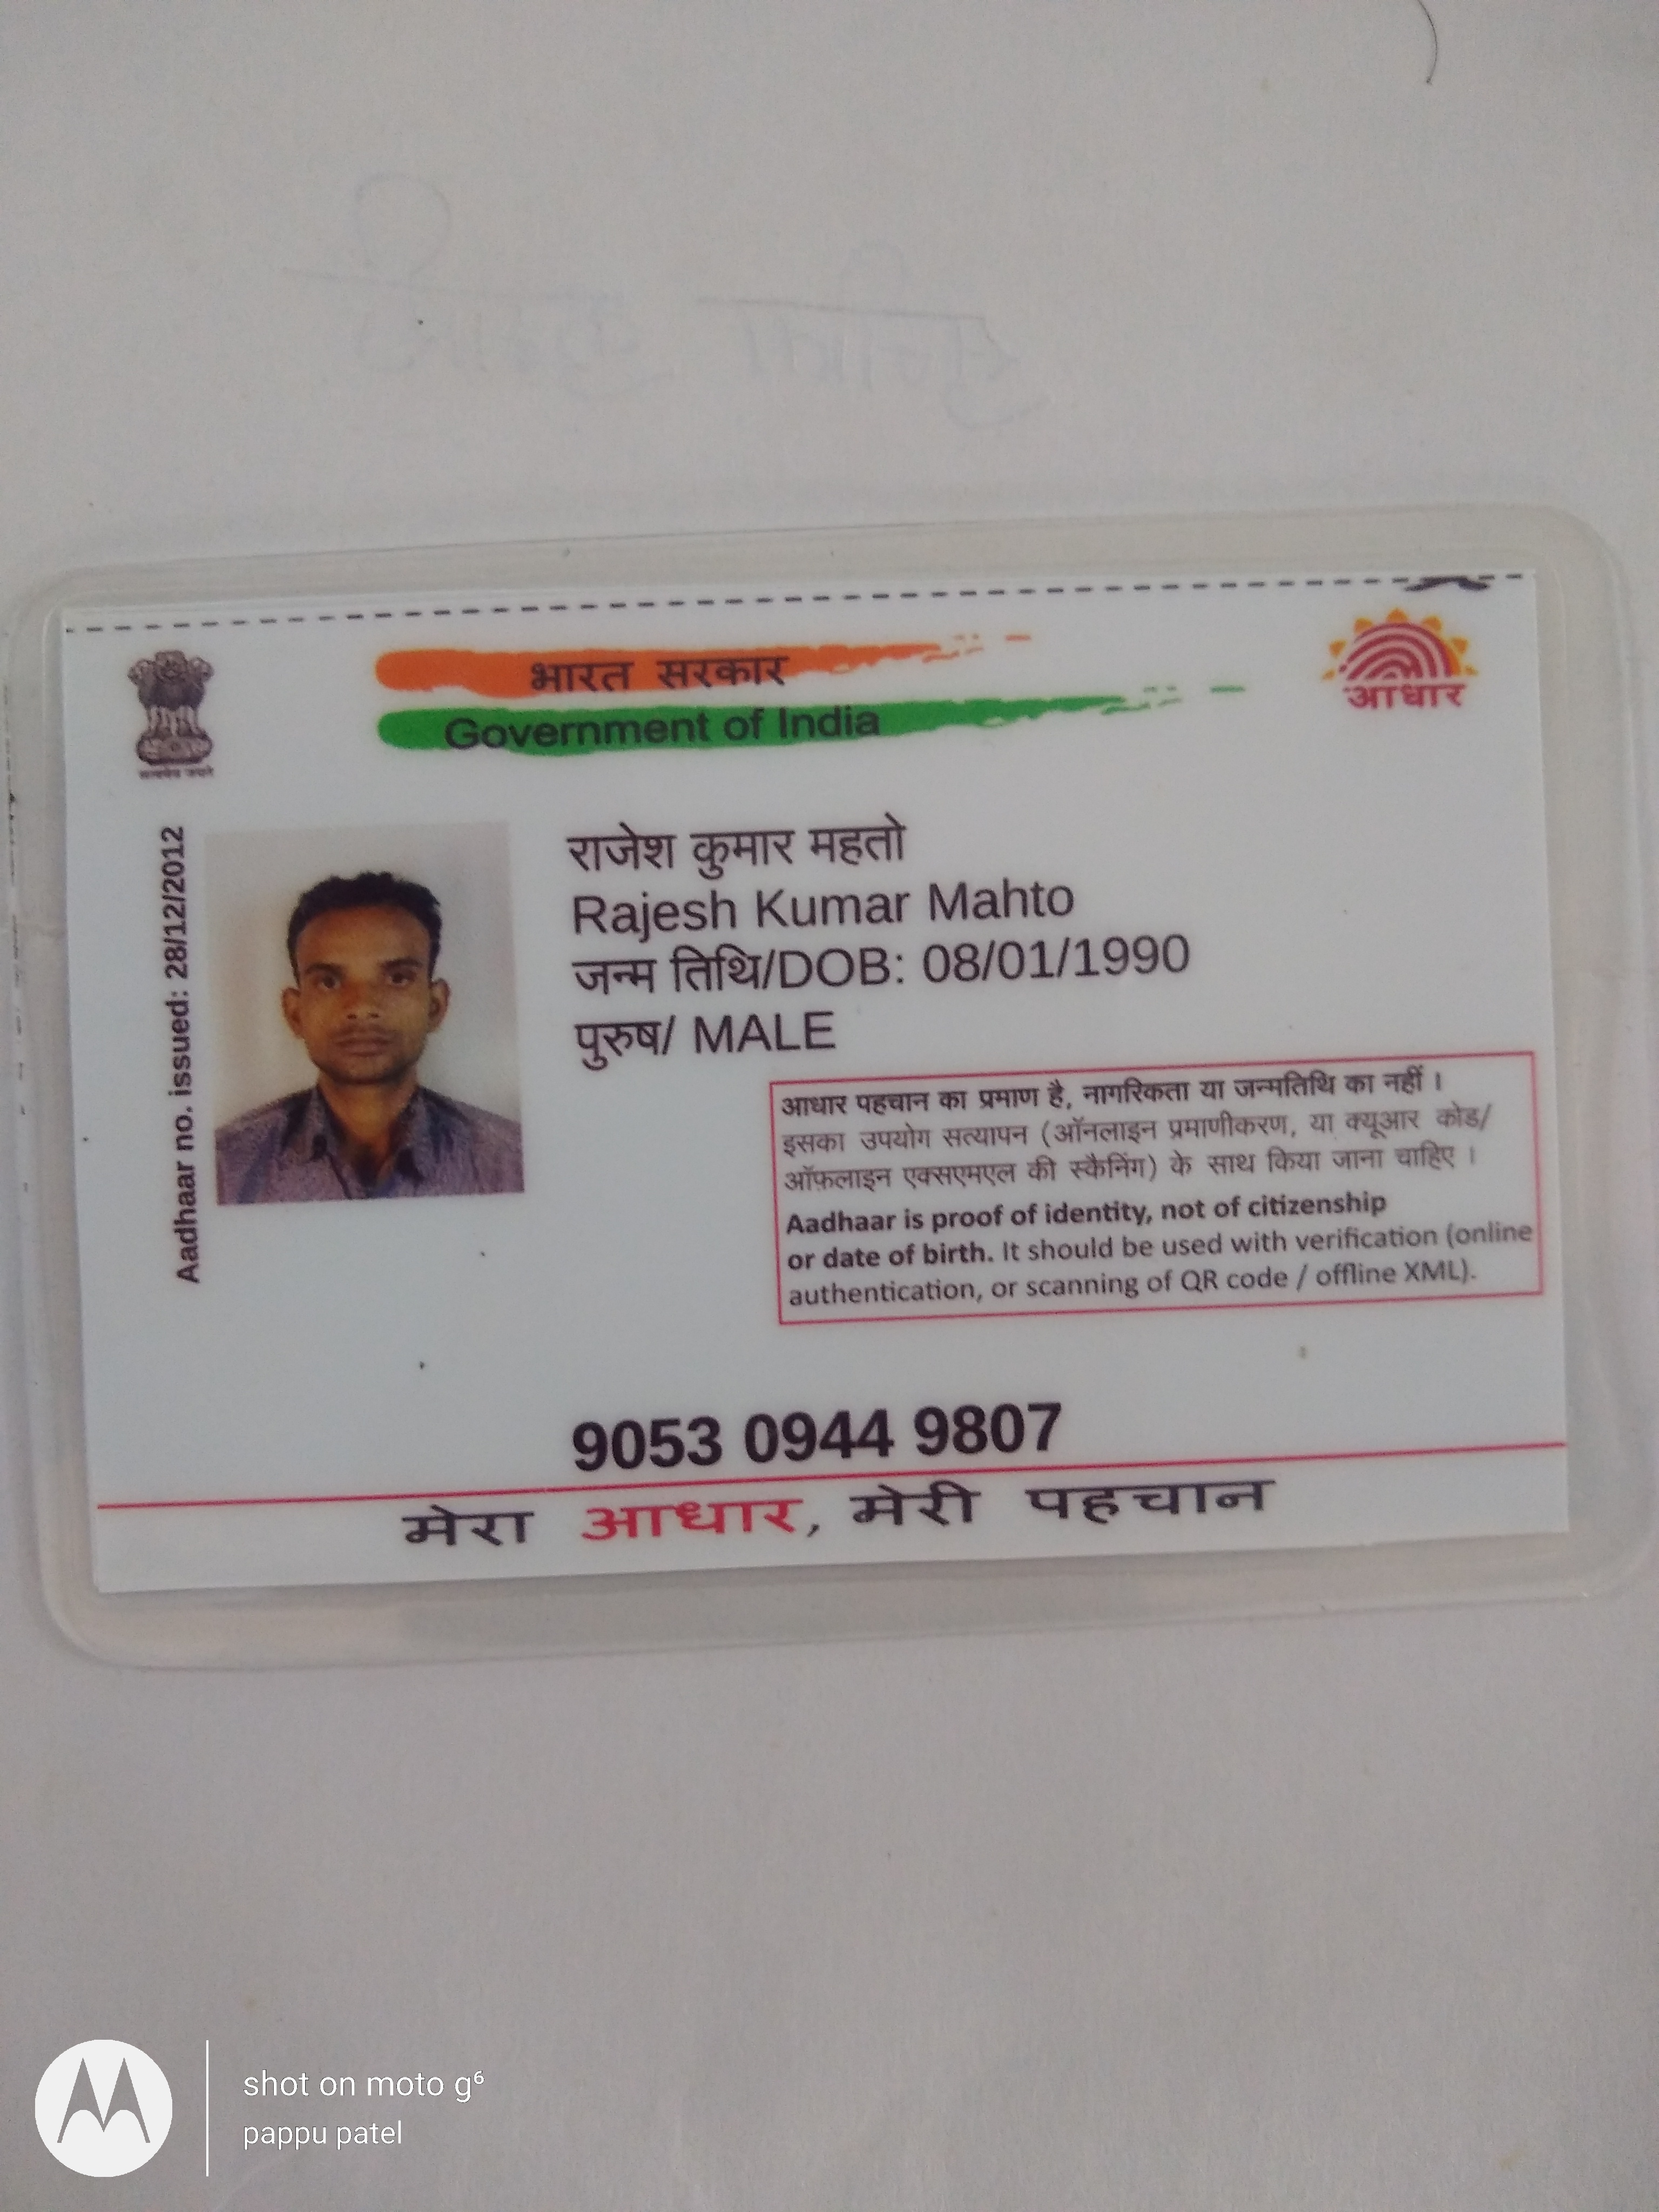 भारत सरकार
Government of India
आधार
सत्यमेव जयते
Aadhaar no. issued: 28/12/2012
राजेश कुमार महतो
Rajesh Kumar Mahto
जन्म तिथि/DOB: 08/01/1990
पुरुष/ MALE
आधार पहचान का प्रमाण है, नागरिकता या जन्मतिथि का नहीं ।
इसका उपयोग सत्यापन (ऑनलाइन प्रमाणीकरण, या क्यूआर कोड/
ऑफ़लाइन एक्सएमएल की स्कैनिंग) के साथ किया जाना चाहिए ।
Aadhaar is proof of identity, not of citizenship
or date of birth. It should be used with verification (online
authentication, or scanning of QR code / offline XML).
9053 0944 9807
मेरा आधार, मेरी पहचान
shot on moto g⁶
pappu patel